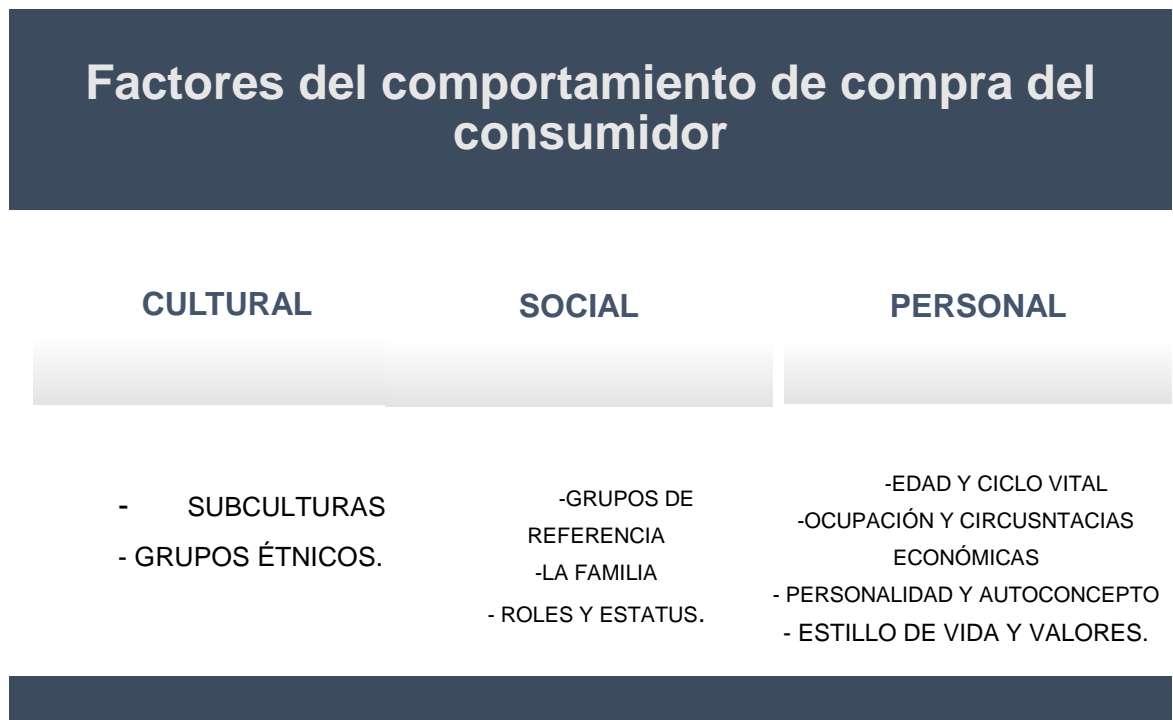 Factores del comportamiento de compra del
consumidor
CULTURAL
- SUBCULTURAS
- GRUPOS ÉTNICOS.
SOCIAL
-GRUPOS DE
REFERENCIA
-LA FAMILIA
- ROLES Y ESTATUS.
PERSONAL
-EDAD Y CICLO VITAL
-OCUPACIÓN Y CIRCUSNTACIAS
ECONÓMICAS
- PERSONALIDAD Y AUTOCONCEPTO
- ESTILLO DE VIDA Y VALORES.